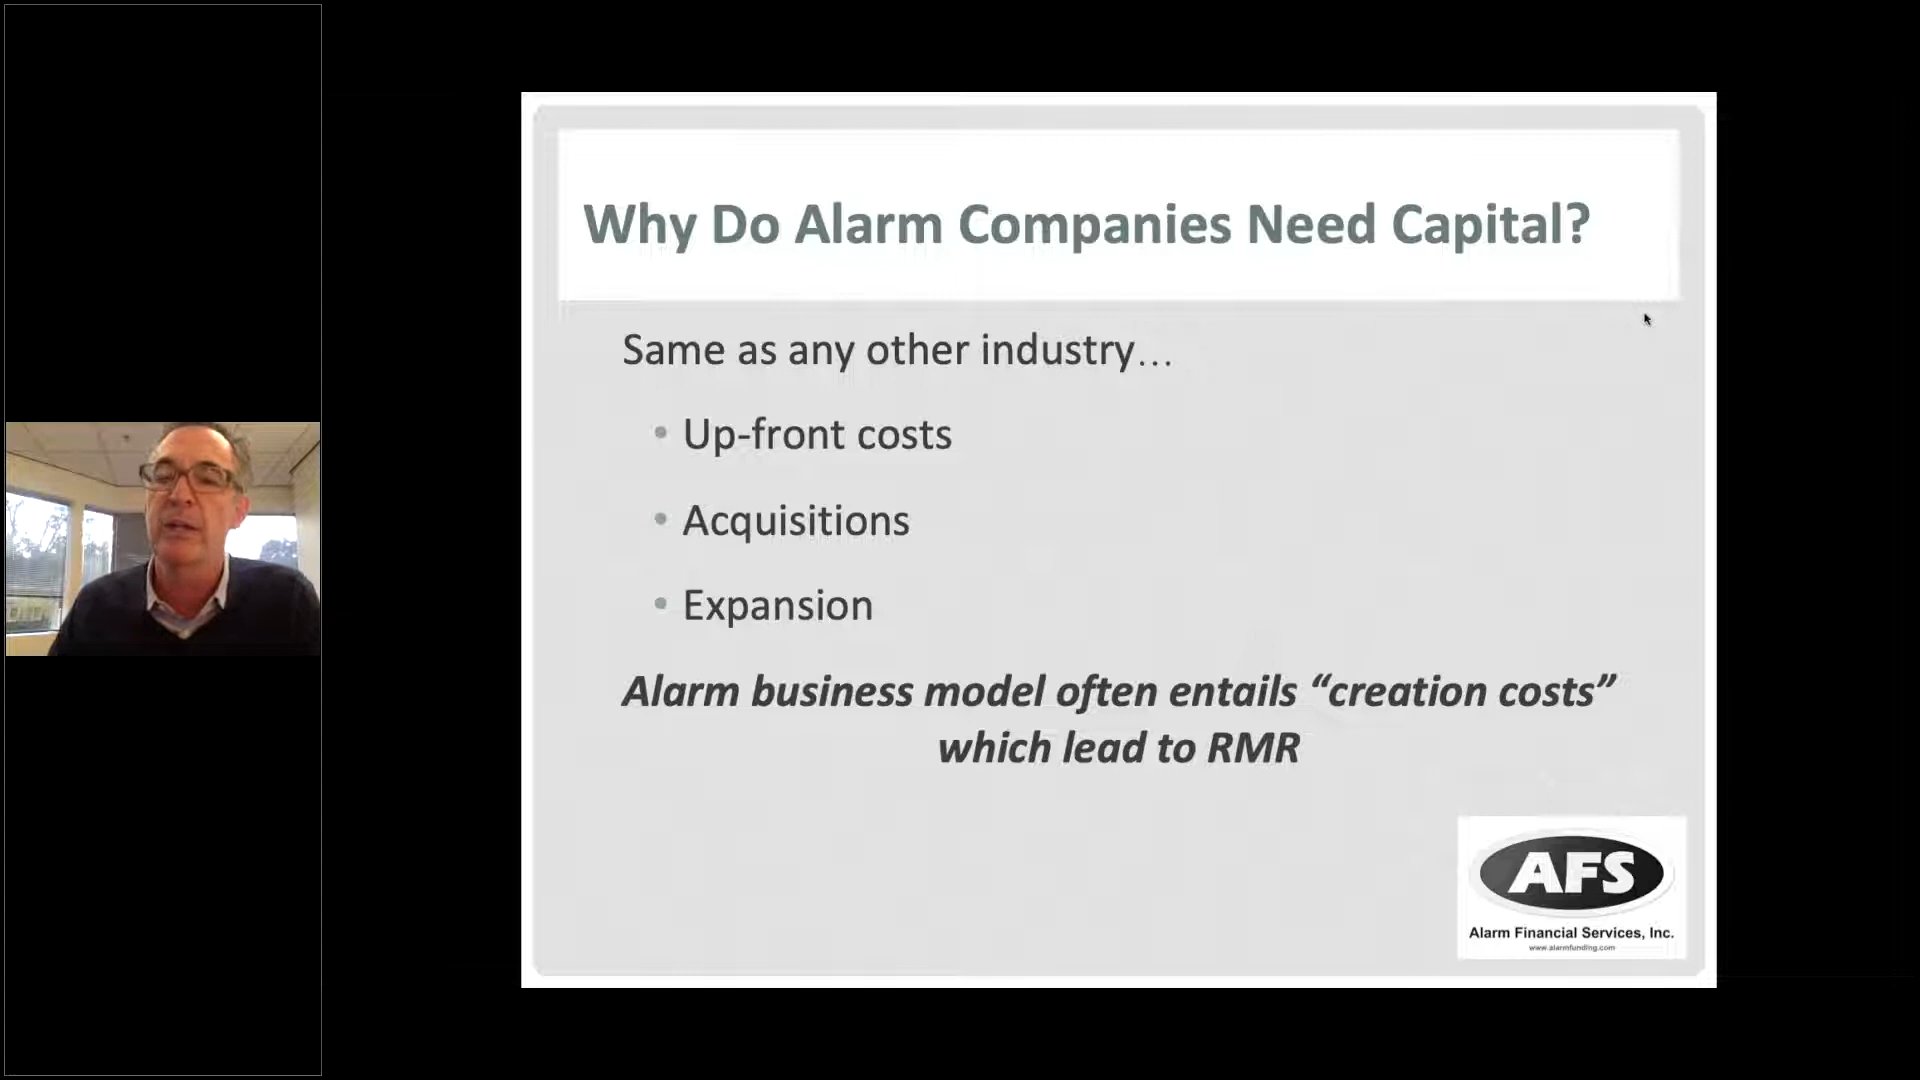 Why Do Alarm Companies Need Capital?
Same as any other industry…
• Up-front costs
• Acquisitions
• Expansion
Alarm business model often entails “creation costs”
which lead to RMR
AFS
Alarm Financial Services, Inc.
www.alarmfunding.com